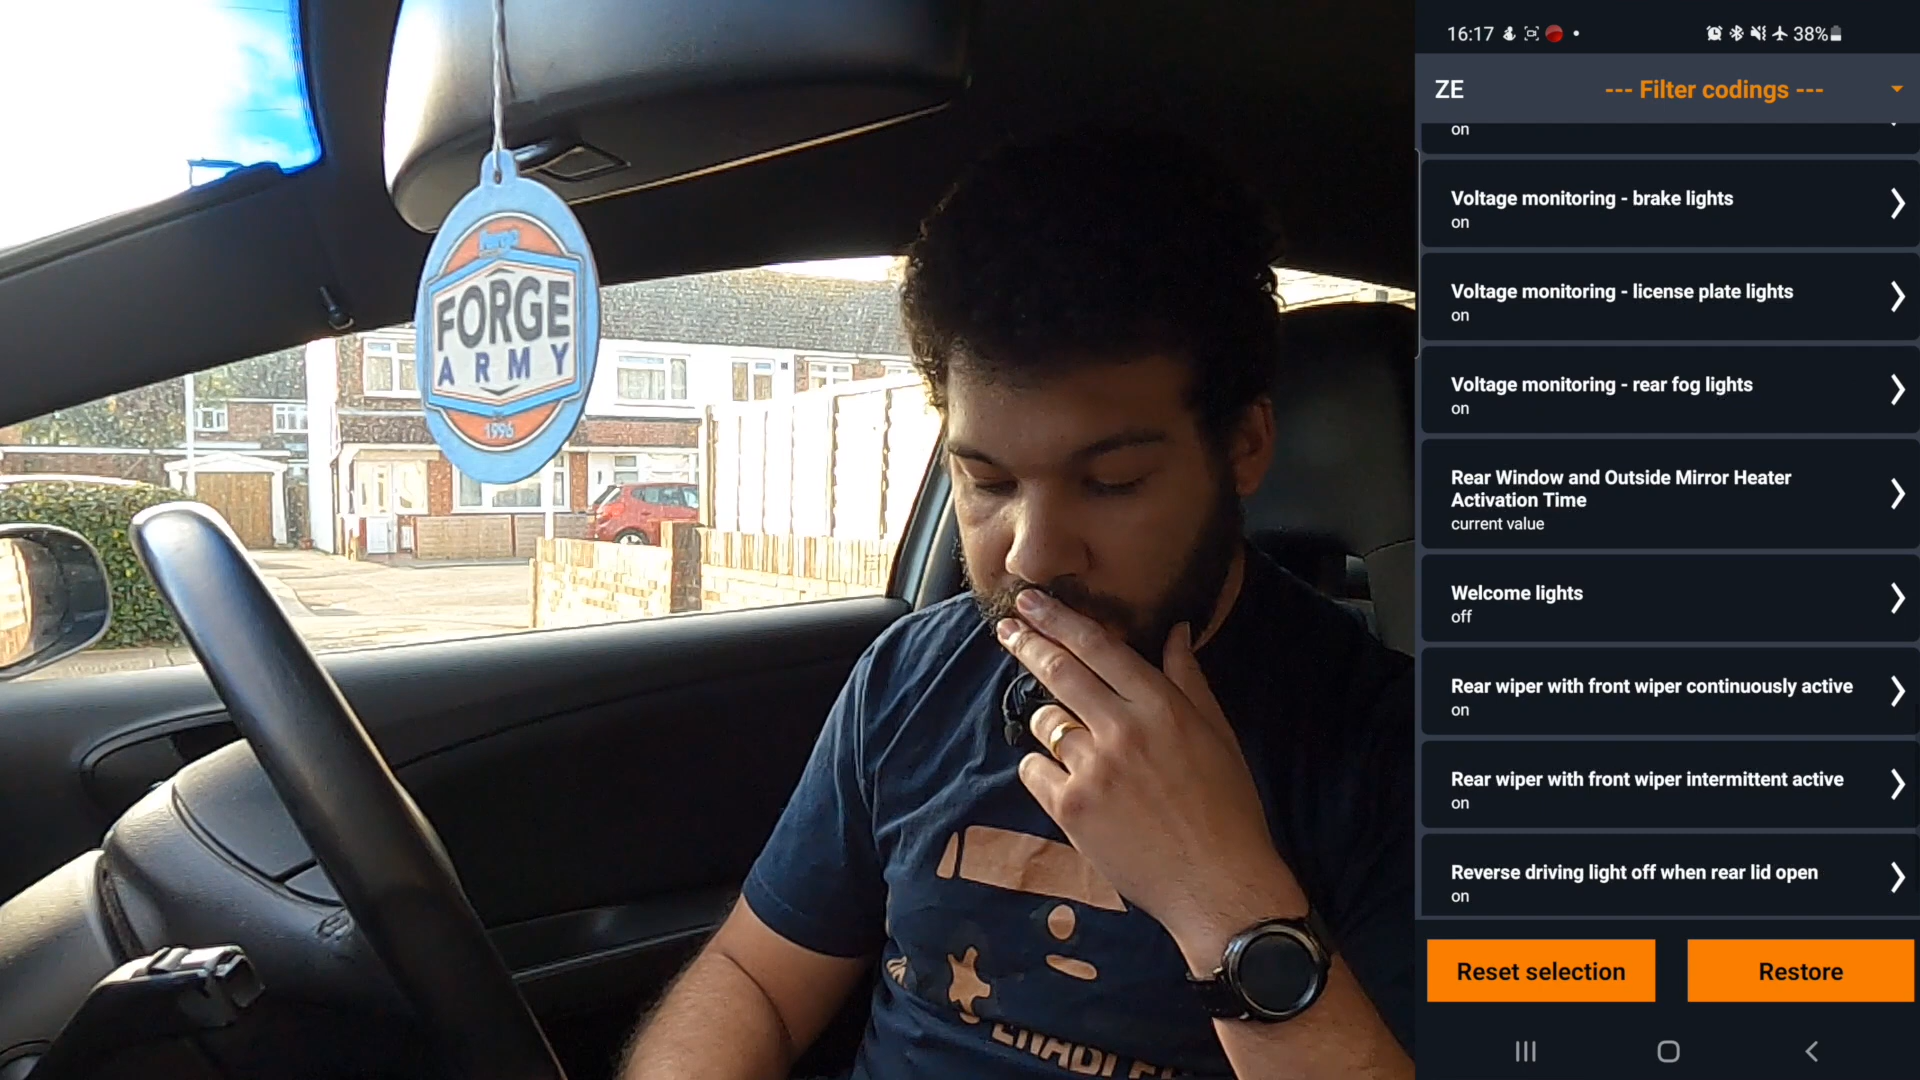 Forge
FORGE
ARMY
1996
ENABLE
16:17
38%
ZE
--- Filter codings ---
on
Voltage monitoring - brake lights
on
Voltage monitoring - license plate lights
on
Voltage monitoring - rear fog lights
on
Rear Window and Outside Mirror Heater
Activation Time
current value
Welcome lights
off
Rear wiper with front wiper continuously active
on
Rear wiper with front wiper intermittent active
on
Reverse driving light off when rear lid open
on
Reset selection
Restore